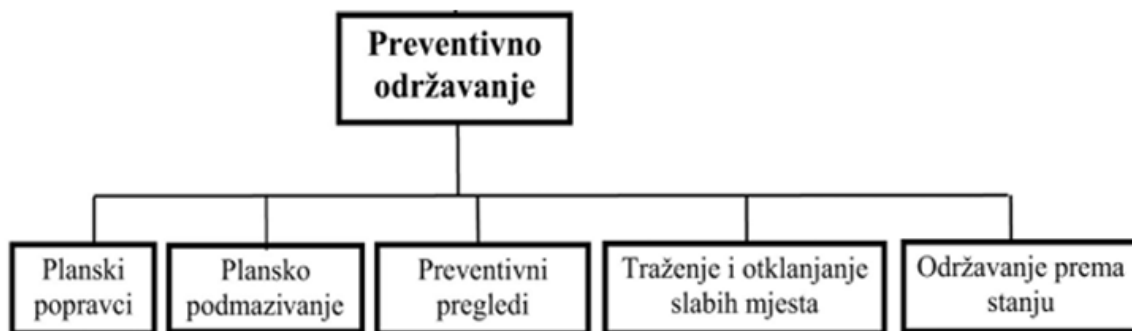 Preventivno
održavanje
Planski
popravci
Plansko
podmazivanje
Preventivni
pregledi
Traženje i otklanjanje
slabih mjesta
Održavanje prema
stanju